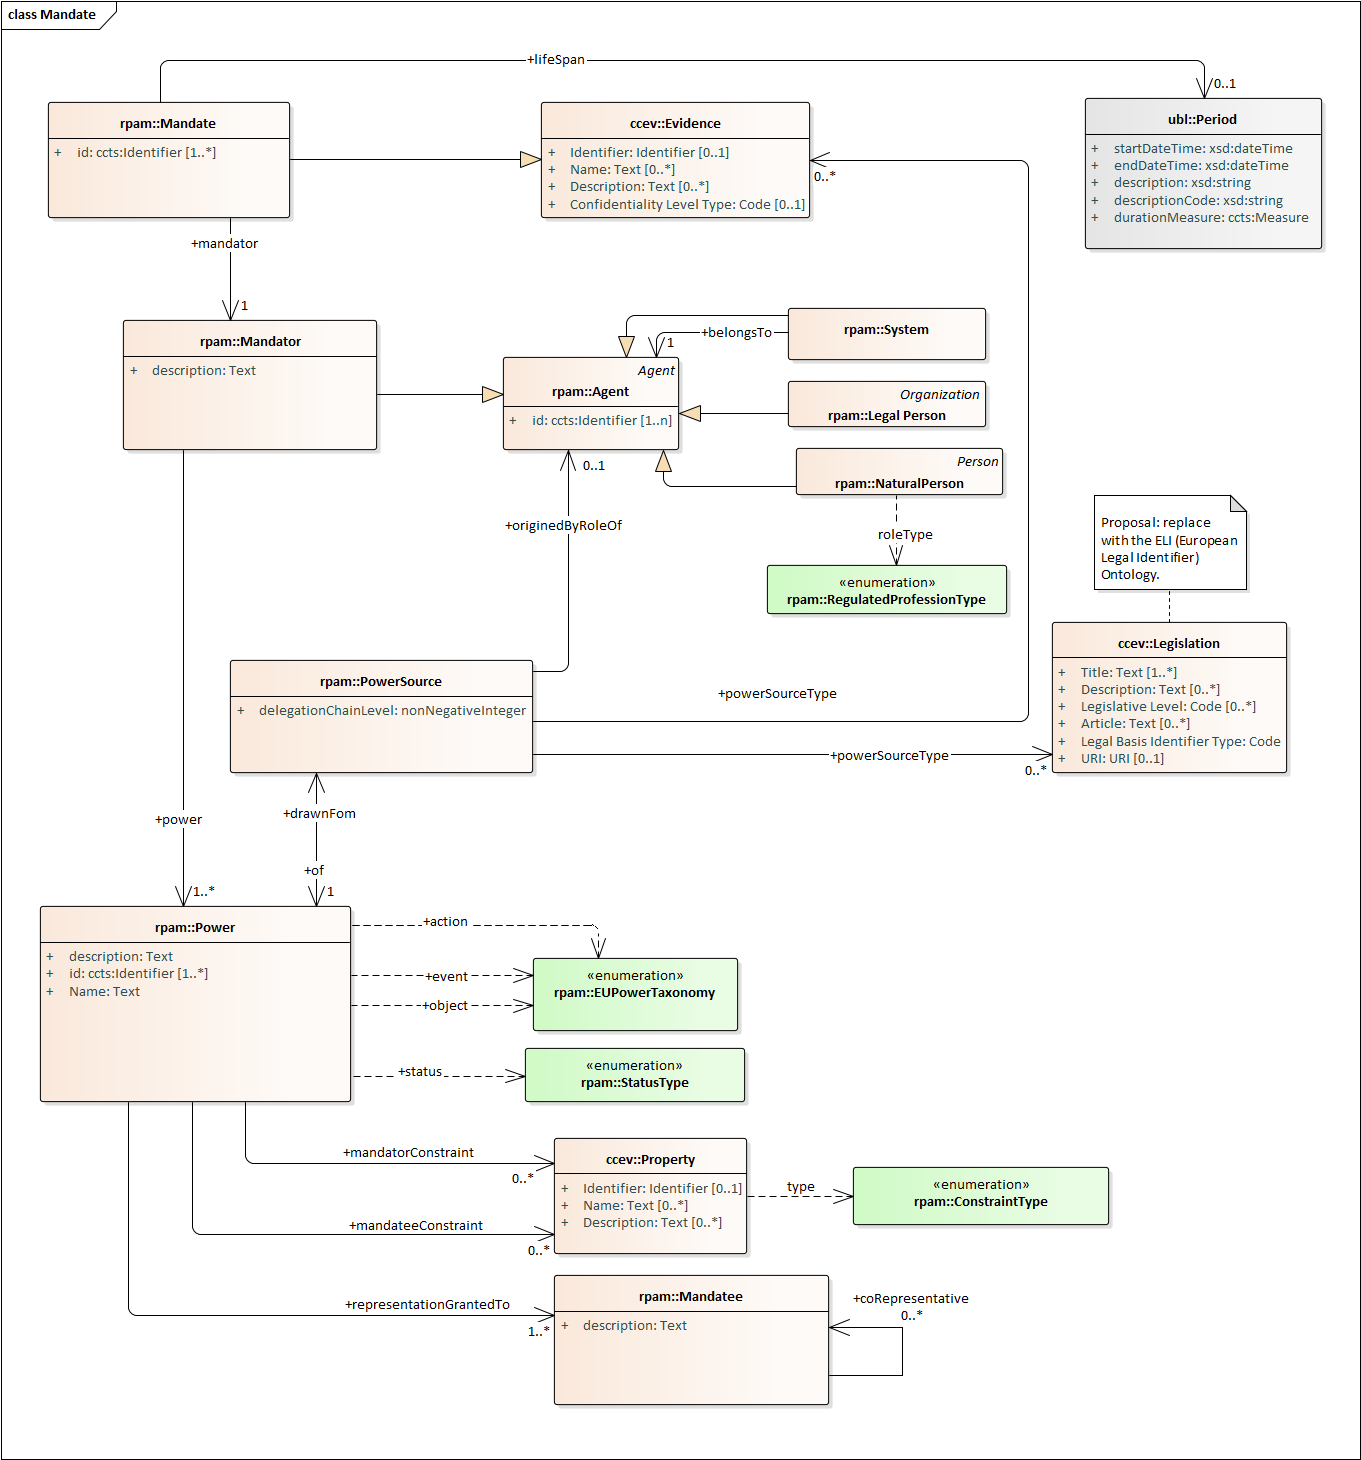 class Mandate
+lifeSpan
0..1
rpam::Mandate
+ id: ccts:Identifier [1..*]
ccev::Evidence
+ Identifier: Identifier [0..1]
+ Name: Text [0..*]
+ Description: Text [0..*]
+ Confidentiality Level Type: Code [0..1]
0..*
ubl::Period
+ startDateTime: xsd:dateTime
+ endDateTime: xsd:dateTime
+ description: xsd:string
+ descriptionCode: xsd:string
+ durationMeasure: ccts:Measure
+mandator
1
rpam::Mandator
+ description: Text
Agent
rpam::Agent
+ id: ccts:Identifier [1..n]
+belongsTo
1
rpam::System
Organization
rpam::Legal Person
Person
rpam::NaturalPerson
0..1
+originedByRoleOf
roleType
«enumeration»
rpam::RegulatedProfessionType
Proposal: replace
with the ELI (European
Legal Identifier)
Ontology.
ccev::Legislation
+ Title: Text [1..*]
+ Description: Text [0..*]
+ Legislative Level: Code [0..*]
+ Article: Text [0..*]
+ Legal Basis Identifier Type: Code
+ URI: URI [0..1]
rpam::PowerSource
+ delegationChainLevel: nonNegativeInteger
+powerSourceType
+powerSourceType
0..*
+drawnFom
+power
+of
1..*
1
rpam::Power
+ description: Text
+ id: ccts:Identifier [1..*]
+ Name: Text
+action
+event
+object
«enumeration»
rpam::EUPowerTaxonomy
+status
«enumeration»
rpam::StatusType
+mandatorConstraint
0..*
+mandateeConstraint
0..*
ccev::Property
+ Identifier: Identifier [0..1]
+ Name: Text [0..*]
+ Description: Text [0..*]
type
«enumeration»
rpam::ConstraintType
+representationGrantedTo
1..*
rpam::Mandatee
+ description: Text
+coRepresentative
0..*